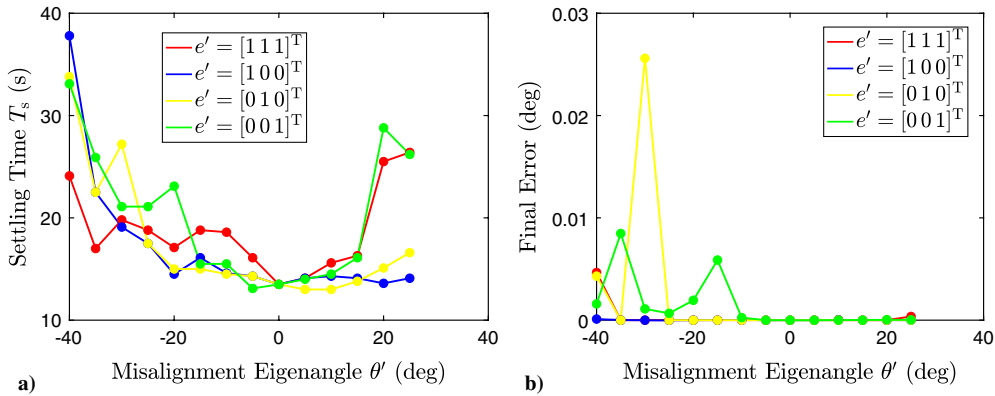 40
30
20
10
-40
-20
0
20
40
Settling Time Tₛ (s)
Misalignment Eigenangle θ′ (deg)
e′ = [1 1 1]ᵀ
e′ = [1 0 0]ᵀ
e′ = [0 1 0]ᵀ
e′ = [0 0 1]ᵀ
a)
0.03
0.02
0.01
0
-40
-20
0
20
40
Final Error (deg)
Misalignment Eigenangle θ′ (deg)
e′ = [1 1 1]ᵀ
e′ = [1 0 0]ᵀ
e′ = [0 1 0]ᵀ
e′ = [0 0 1]ᵀ
b)